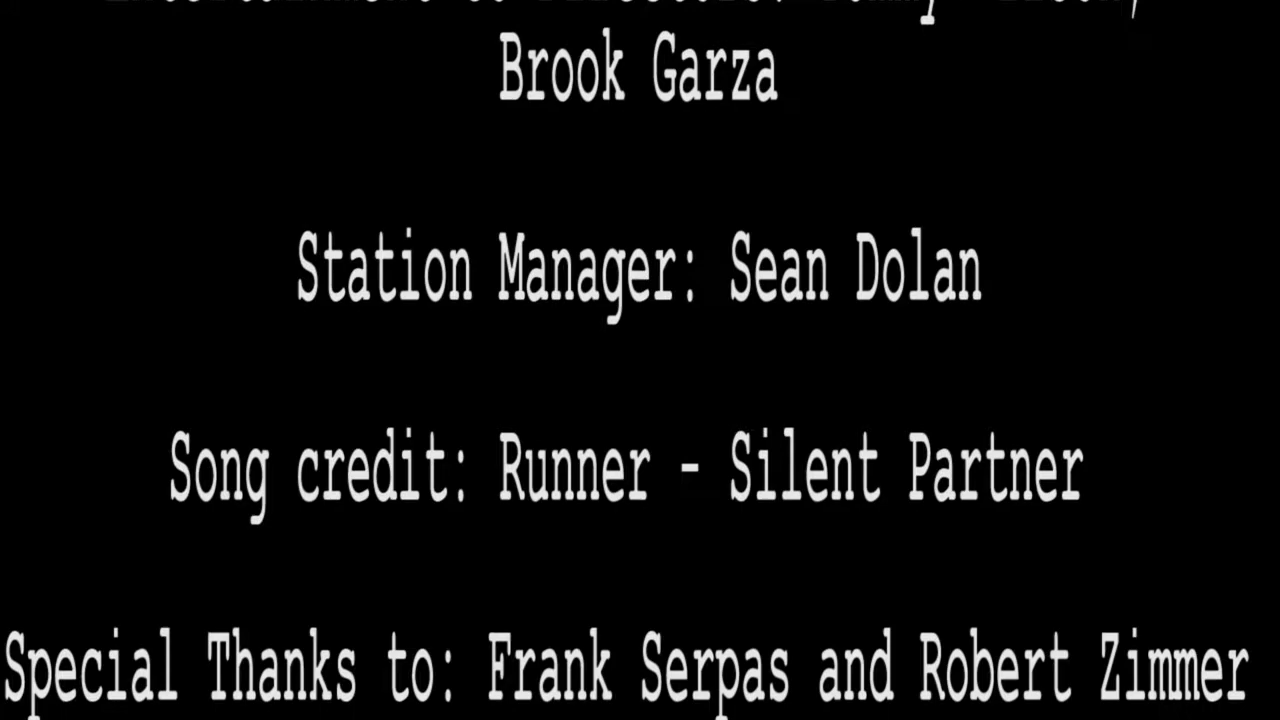 Brook Garza
Station Manager: Sean Dolan
Song credit: Runner - Silent Partner
Special Thanks to: Frank Serpas and Robert Zimmer